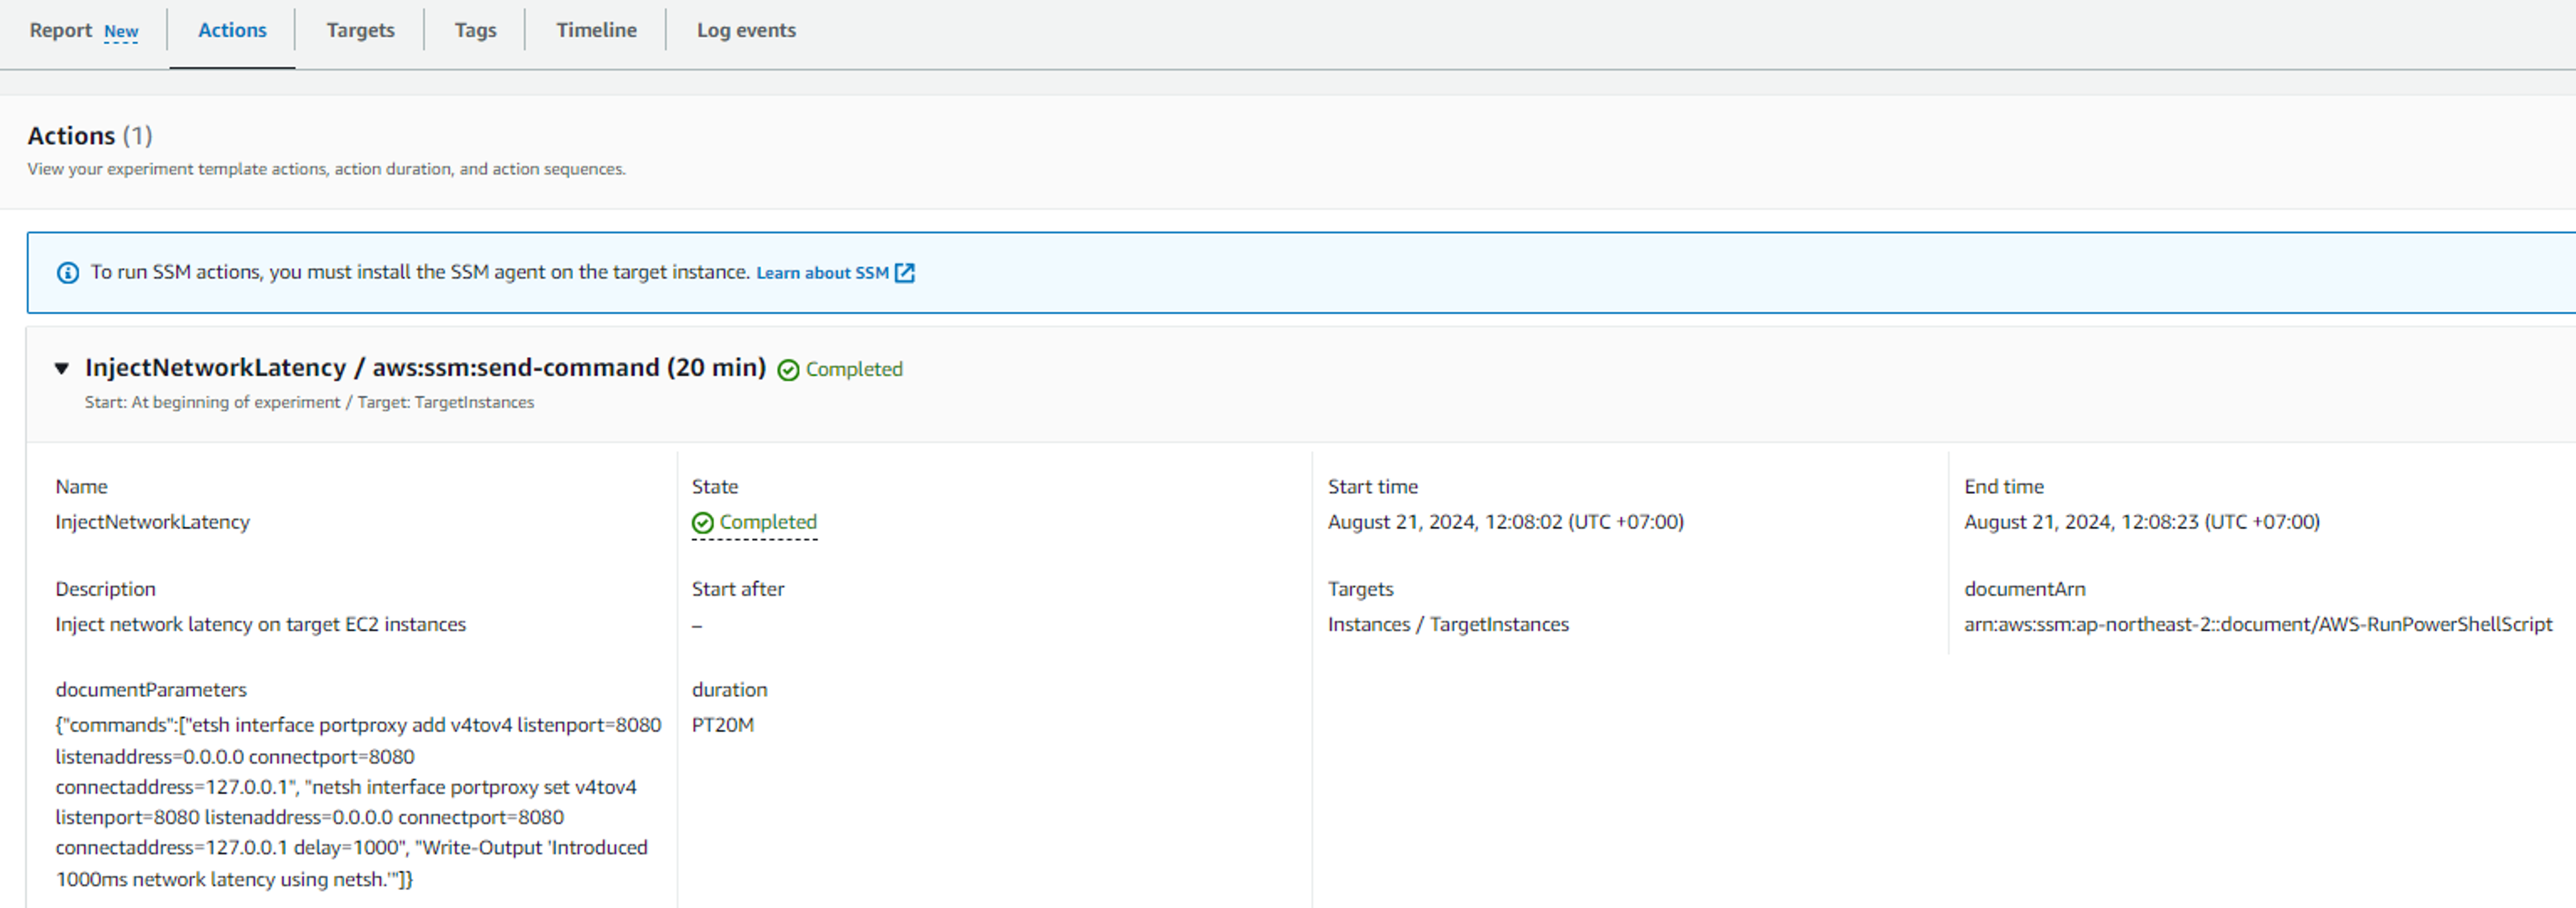 Report New
Actions
Targets
Tags
Timeline
Log events
Actions (1)
View your experiment template actions, action duration, and action sequences.
To run SSM actions, you must install the SSM agent on the target instance. Learn about SSM
InjectNetworkLatency / aws:ssm:send-command (20 min) Completed
Start: At beginning of experiment / Target: TargetInstances
Name
InjectNetworkLatency
State
Completed
Start time
August 21, 2024, 12:08:02 (UTC +07:00)
End time
August 21, 2024, 12:08:23 (UTC +07:00)
Description
Inject network latency on target EC2 instances
Start after
–
Targets
Instances / TargetInstances
documentArn
arn:aws:ssm:ap-northeast-2::document/AWS-RunPowerShellScript
documentParameters
{"commands":["etsh interface portproxy add v4tov4 listenport=8080
listenaddress=0.0.0.0 connectport=8080
connectaddress=127.0.0.1", "netsh interface portproxy set v4tov4
listenport=8080 listenaddress=0.0.0.0 connectport=8080
connectaddress=127.0.0.1 delay=1000", "Write-Output 'Introduced
1000ms network latency using netsh.'"]}
duration
PT20M